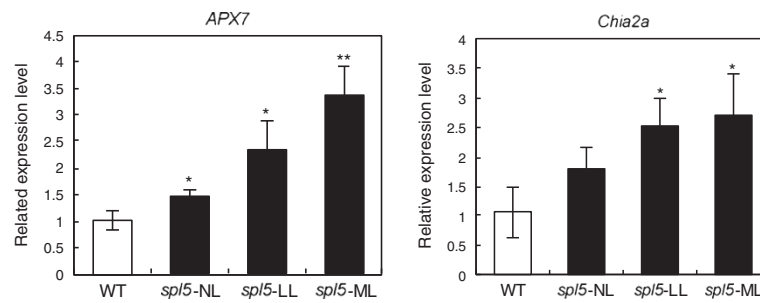 APX7
Related expression level
4.5
4
3.5
3
2.5
2
1.5
1
0.5
0
*
*
**
WT
spl5-NL
spl5-LL
spl5-ML
Chia2a
Relative expression level
4
3.5
3
2.5
2
1.5
1
0.5
0
*
*
WT
spl5-NL
spl5-LL
spl5-ML